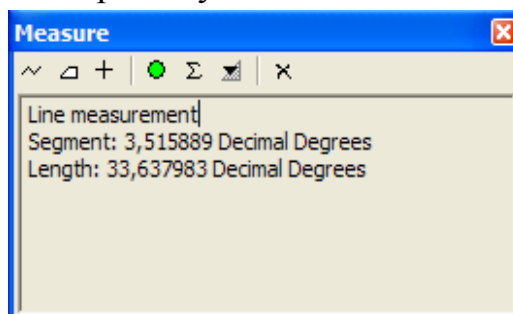 Measure
Line measurement
Segment: 3,515889 Decimal Degrees
Length: 33,637983 Decimal Degrees